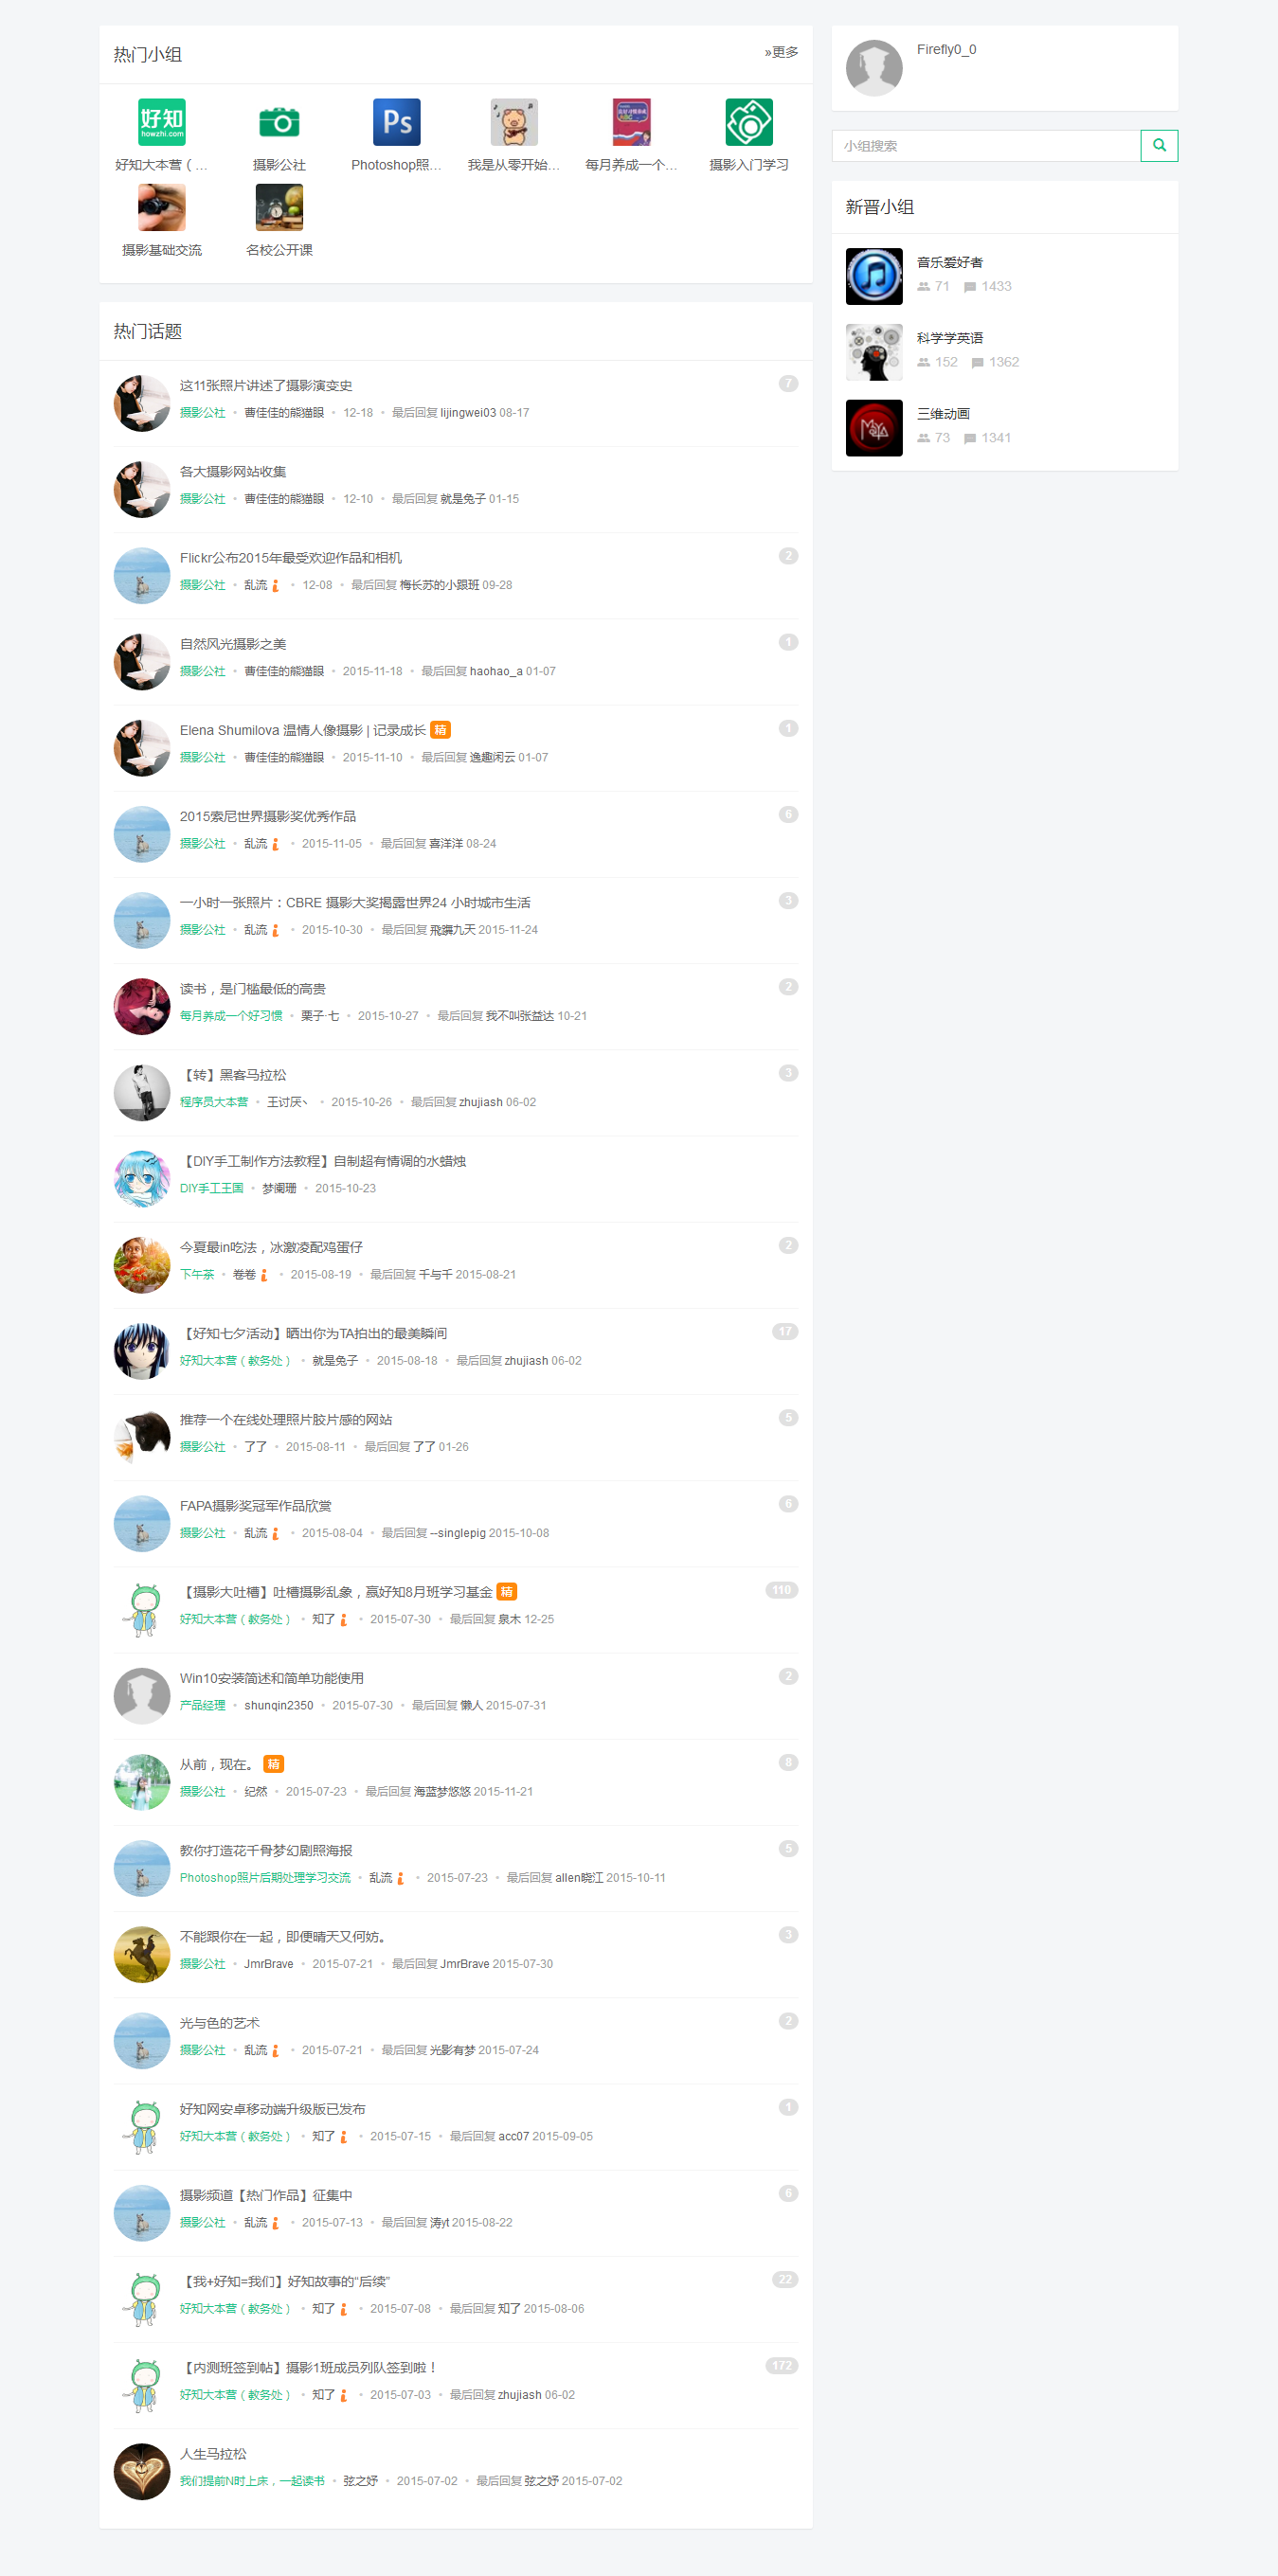 热门小组
»更多
好知
howzhi.com
Ps
好知大本营（...
摄影公社
Photoshop照...
我是从零开始...
每月养成一个...
摄影入门学习
摄影基础交流
名校公开课
热门话题
这11张照片讲述了摄影演变史
7
摄影公社 • 曹佳佳的熊猫眼 • 12-18 • 最后回复 lijingwei03 08-17
各大摄影网站收集
摄影公社 • 曹佳佳的熊猫眼 • 12-10 • 最后回复 就是兔子 01-15
Flickr公布2015年最受欢迎作品和相机
2
摄影公社 • 乱流 • 12-08 • 最后回复 梅长苏的小跟班 09-28
自然风光摄影之美
1
摄影公社 • 曹佳佳的熊猫眼 • 2015-11-18 • 最后回复 haohao_a 01-07
Elena Shumilova 温情人像摄影 | 记录成长 精
1
摄影公社 • 曹佳佳的熊猫眼 • 2015-11-10 • 最后回复 逸趣闲云 01-07
2015索尼世界摄影奖优秀作品
6
摄影公社 • 乱流 • 2015-11-05 • 最后回复 喜洋洋 08-24
一小时一张照片：CBRE 摄影大奖揭露世界24 小时城市生活
3
摄影公社 • 乱流 • 2015-10-30 • 最后回复 2015-11-24
读书，是门槛最低的高贵
2
每月养成一个好习惯 • 栗子·七 • 2015-10-27 • 最后回复 我不叫张益达 10-21
【转】黑客马拉松
3
程序员大本营 • 王讨厌丶 • 2015-10-26 • 最后回复 zhujiash 06-02
【DIY手工制作方法教程】自制超有情调的水蜡烛
DIY手工王国 • 梦阑珊 • 2015-10-23
今夏最in吃法，冰激凌配鸡蛋仔
2
下午茶 • 卷卷 • 2015-08-19 • 最后回复 千与千 2015-08-21
【好知七夕活动】晒出你为TA拍出的最美瞬间
17
好知大本营（教务处） • 就是兔子 • 2015-08-18 • 最后回复 zhujiash 06-02
推荐一个在线处理照片胶片感的网站
5
摄影公社 • 了了 • 2015-08-11 • 最后回复 了了 01-26
FAPA摄影奖冠军作品欣赏
6
摄影公社 • 乱流 • 2015-08-04 • 最后回复 --singlepig 2015-10-08
【摄影大吐槽】吐槽摄影乱象，赢好知8月班学习基金 精
110
好知大本营（教务处） • 知了 • 2015-07-30 • 最后回复 泉木 12-25
Win10安装简述和简单功能使用
2
产品经理 • shunqin2350 • 2015-07-30 • 最后回复 懒人 2015-07-31
从前，现在。 精
8
摄影公社 • 纪然 • 2015-07-23 • 最后回复 海蓝梦悠悠 2015-11-21
教你打造花千骨梦幻剧照海报
5
Photoshop照片后期处理学习交流 • 乱流 • 2015-07-23 • 最后回复 allen晓江 2015-10-11
不能跟你在一起，即便晴天又何妨。
3
摄影公社 • JmrBrave • 2015-07-21 • 最后回复 JmrBrave 2015-07-30
光与色的艺术
2
摄影公社 • 乱流 • 2015-07-21 • 最后回复 光影有梦 2015-07-24
好知网安卓移动端升级版已发布
1
好知大本营（教务处） • 知了 • 2015-07-15 • 最后回复 acc07 2015-09-05
摄影频道【热门作品】征集中
6
摄影公社 • 乱流 • 2015-07-13 • 最后回复 涛yt 2015-08-22
【我+好知=我们】好知故事的“后续”
22
好知大本营（教务处） • 知了 • 2015-07-08 • 最后回复 知了 2015-08-06
【内测班签到帖】摄影1班成员列队签到啦！
172
好知大本营（教务处） • 知了 • 2015-07-03 • 最后回复 zhujiash 06-02
人生马拉松
我们提前N时上床，一起读书 • 弦之妤 • 2015-07-02 • 最后回复 弦之妤 2015-07-02
Firefly0_0
小组搜索
新晋小组
音乐爱好者
71 1433
科学学英语
152 1362
三维动画
73 1341